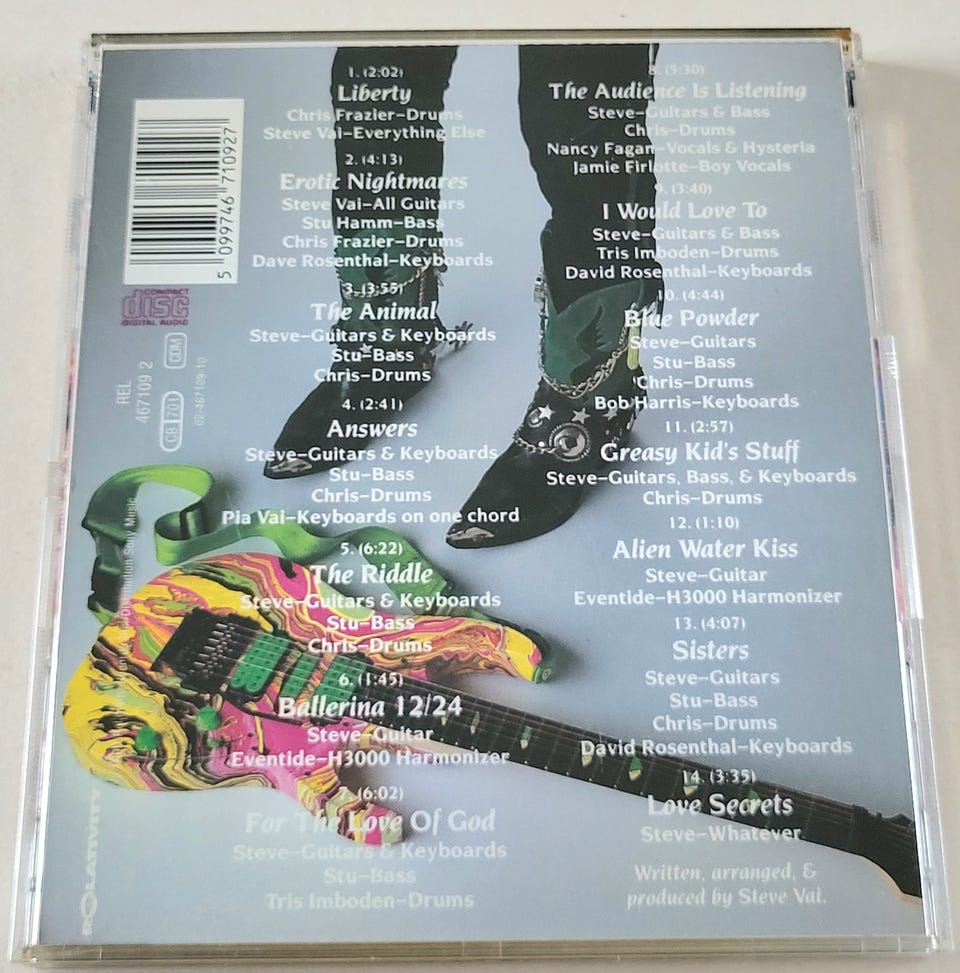 1. (2:02)
Liberty
Chris Frazier–Drums
Steve Vai–Everything Else
2. (4:13)
Erotic Nightmares
Steve Vai–All Guitars
Stu Hamm–Bass
Chris Frazier–Drums
Dave Rosenthal–Keyboards
3. (3:55)
The Animal
Steve–Guitars & Keyboards
Stu–Bass
Chris–Drums
4. (2:41)
Answers
Steve–Guitars & Keyboards
Stu–Bass
Chris–Drums
Pia Vai–Keyboards on one chord
5. (6:22)
The Riddle
Steve–Guitars & Keyboards
Stu–Bass
Chris–Drums
6. (1:45)
Ballerina 12/24
Steve–Guitar
Eventide–H3000 Harmonizer
7. (6:02)
For The Love Of God
Steve–Guitars & Keyboards
Stu–Bass
Tris Imboden–Drums
8. (5:30)
The Audience Is Listening
Steve–Guitars & Bass
Chris–Drums
Nancy Fagan–Vocals & Hysteria
Jamie Firlotte–Boy Vocals
9. (3:40)
I Would Love To
Steve–Guitars & Bass
Tris Imboden–Drums
David Rosenthal–Keyboards
10. (4:44)
Blue Powder
Steve–Guitars
Stu–Bass
Chris–Drums
Bob Harris–Keyboards
11. (2:57)
Greasy Kid's Stuff
Steve–Guitars, Bass, & Keyboards
Chris–Drums
12. (1:10)
Alien Water Kiss
Steve–Guitar
Eventide–H3000 Harmonizer
13. (4:07)
Sisters
Steve–Guitars
Stu–Bass
Chris–Drums
David Rosenthal–Keyboards
14. (3:35)
Love Secrets
Steve–Whatever
Written, arranged, &
produced by Steve Vai.
5 099746 710927
COMPACT
disc
DIGITAL AUDIO
REL
467109 2
CDM
CB 701
02-467109-10
Distribution Sony Music
RELATIVITY